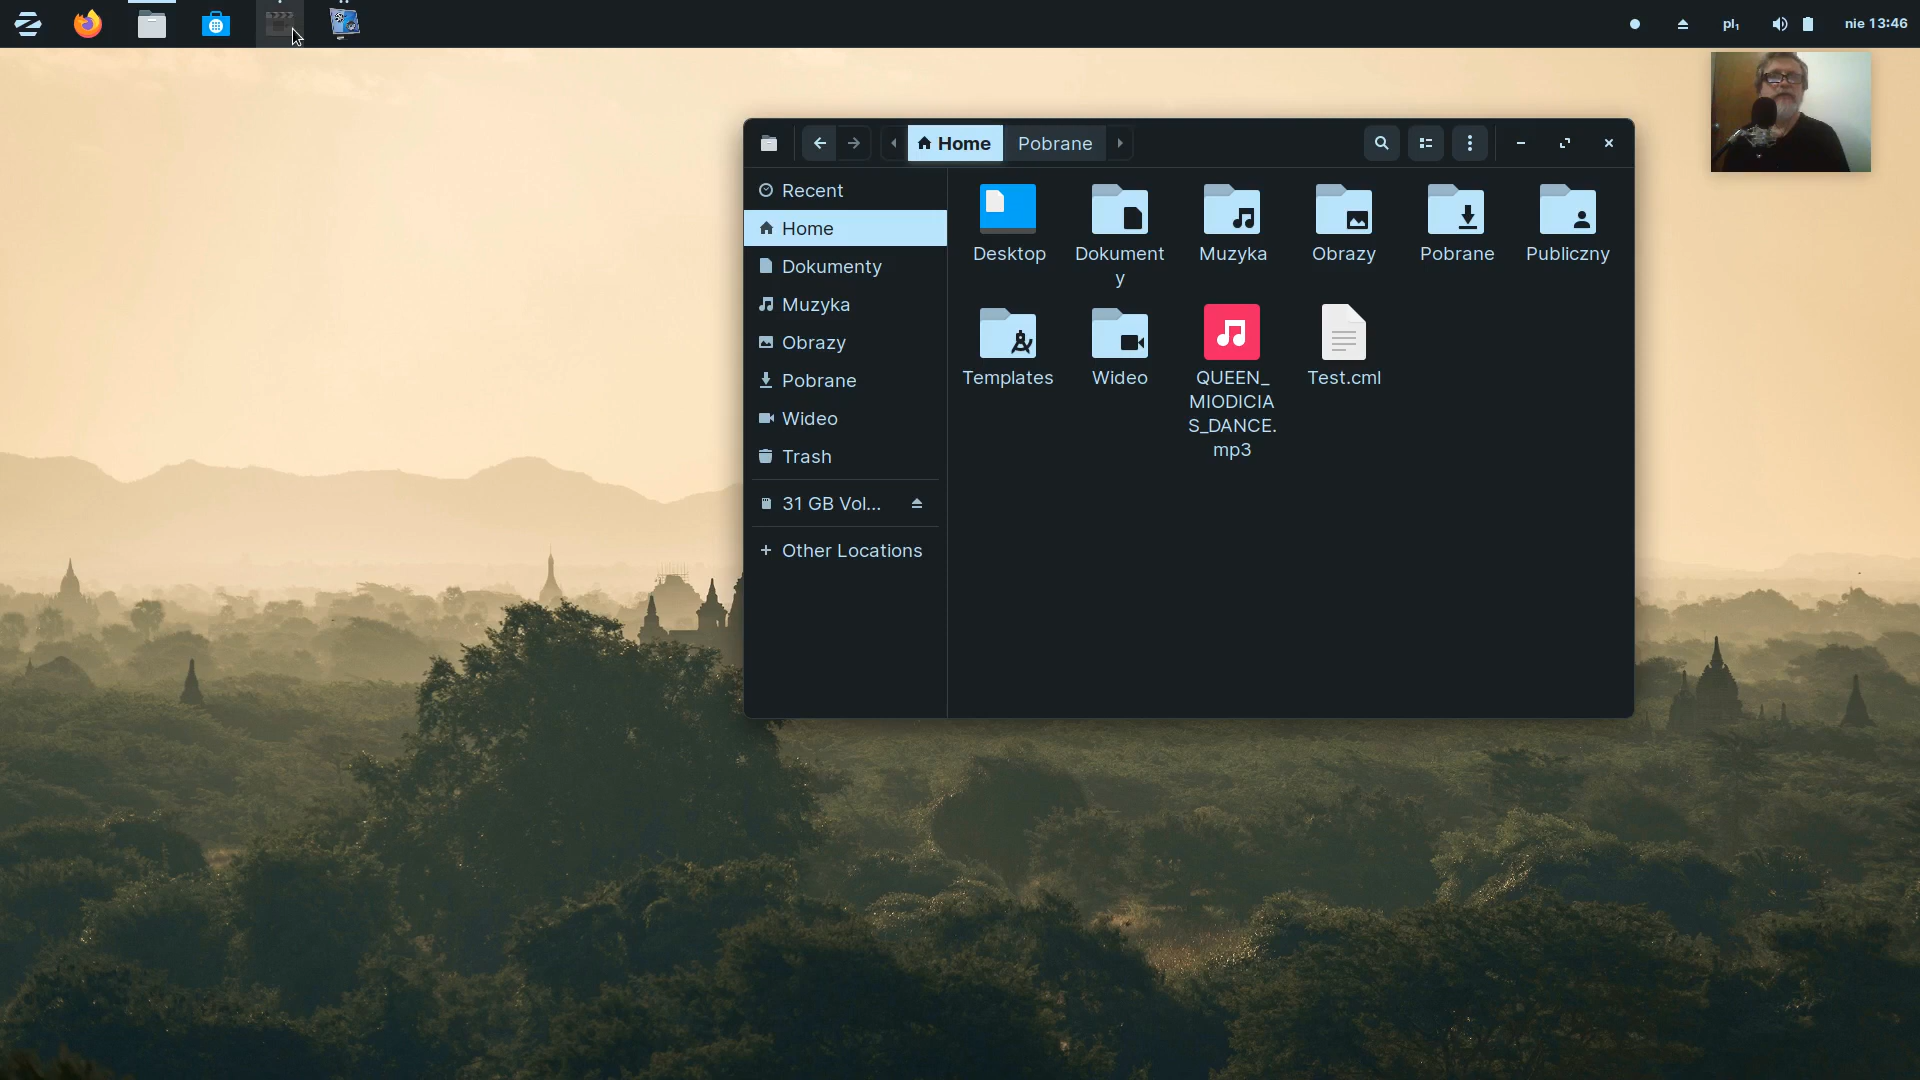 pl₁
nie 13:46
Home
Pobrane
Recent
Home
Dokumenty
Muzyka
Obrazy
Pobrane
Wideo
Trash
31 GB Vol...
Other Locations
Desktop
Dokument
y
Muzyka
Obrazy
Pobrane
Publiczny
Templates
Wideo
QUEEN_
MIODICIA
S_DANCE.
mp3
Test.cml